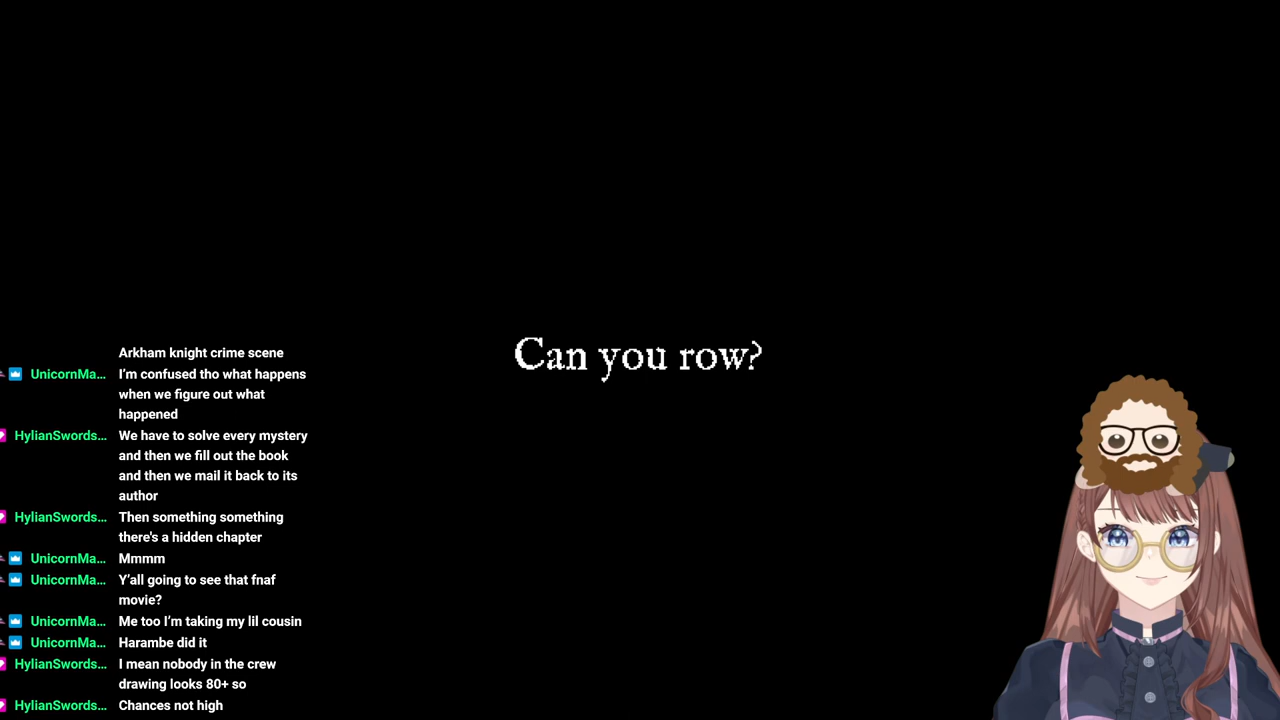 Can you row?
Arkham knight crime scene
UnicornMa... I'm confused tho what happens
when we figure out what
happened
HylianSwords... We have to solve every mystery
and then we fill out the book
and then we mail it back to its
author
HylianSwords... Then something something
there's a hidden chapter
UnicornMa... Mmmm
UnicornMa... Y'all going to see that fnaf
movie?
UnicornMa... Me too I'm taking my lil cousin
UnicornMa... Harambe did it
HylianSwords... I mean nobody in the crew
drawing looks 80+ so
HylianSwords... Chances not high